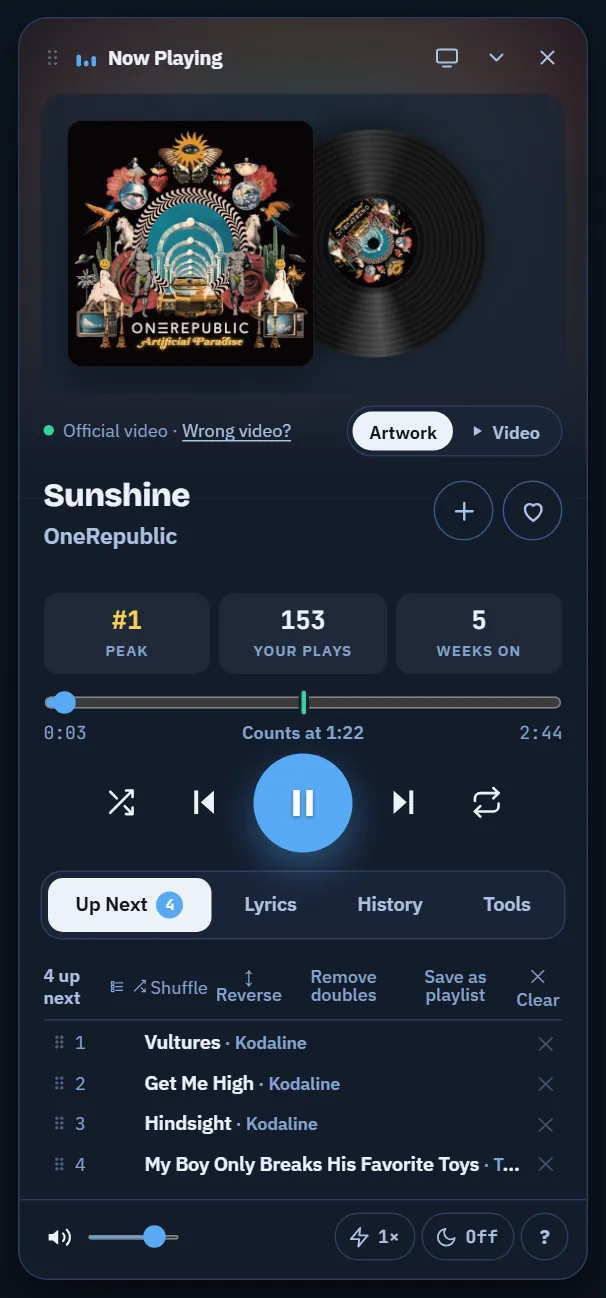 Now Playing
ONEREPUBLIC
Artificial Paradise
Official video · Wrong video?
Artwork
Video
Sunshine
OneRepublic
#1
PEAK
153
YOUR PLAYS
5
WEEKS ON
0:03
Counts at 1:22
2:44
Up Next 4
Lyrics
History
Tools
4 up next
Shuffle
Reverse
Remove doubles
Save as playlist
Clear
1 Vultures · Kodaline
2 Get Me High · Kodaline
3 Hindsight · Kodaline
4 My Boy Only Breaks His Favorite Toys · T...
1×
Off
?